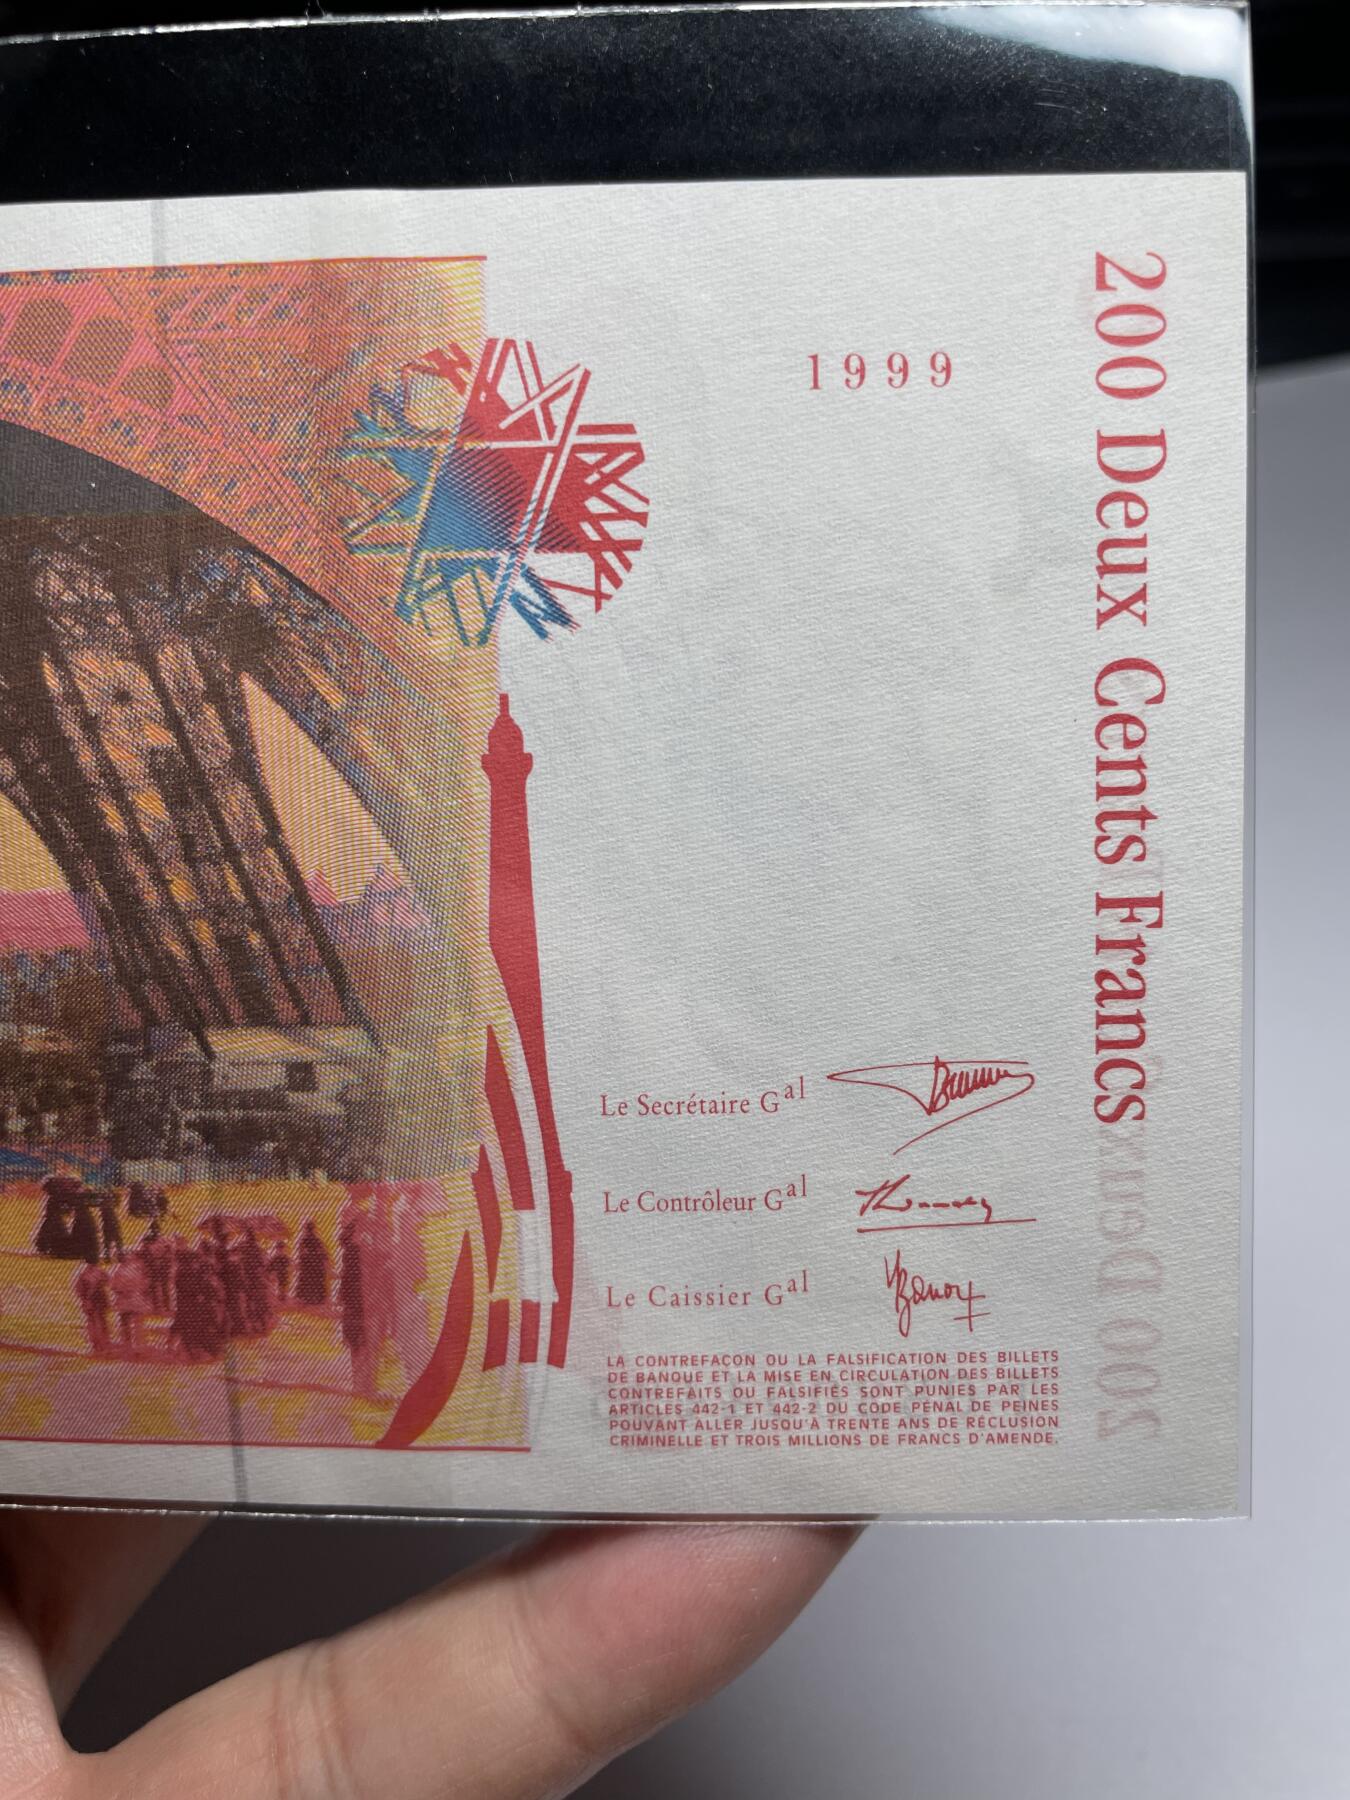 1999
200 Deux Cents Francs
Le Secrétaire Gal
Le Contrôleur Gal
Le Caissier Gal
LA CONTREFAÇON OU LA FALSIFICATION DES BILLETS
DE BANQUE ET LA MISE EN CIRCULATION DES BILLETS
CONTREFAITS OU FALSIFIÉS SONT PUNIES PAR LES
ARTICLES 442-1 ET 442-2 DU CODE PÉNAL DE PEINES
POUVANT ALLER JUSQU'À TRENTE ANS DE RÉCLUSION
CRIMINELLE ET TROIS MILLIONS DE FRANCS D'AMENDE.